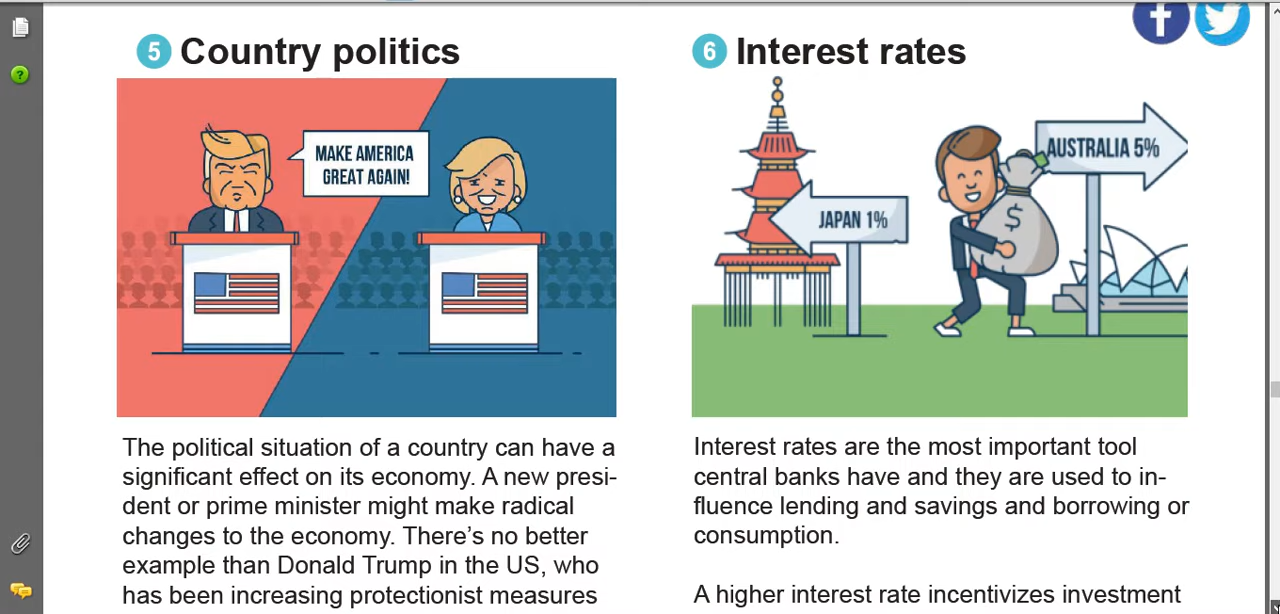 5 Country politics
MAKE AMERICA
GREAT AGAIN!
The political situation of a country can have a
significant effect on its economy. A new presi-
dent or prime minister might make radical
changes to the economy. There's no better
example than Donald Trump in the US, who
has been increasing protectionist measures
6 Interest rates
JAPAN 1%
AUSTRALIA 5%
$
Interest rates are the most important tool
central banks have and they are used to in-
fluence lending and savings and borrowing or
consumption.
A higher interest rate incentivizes investment